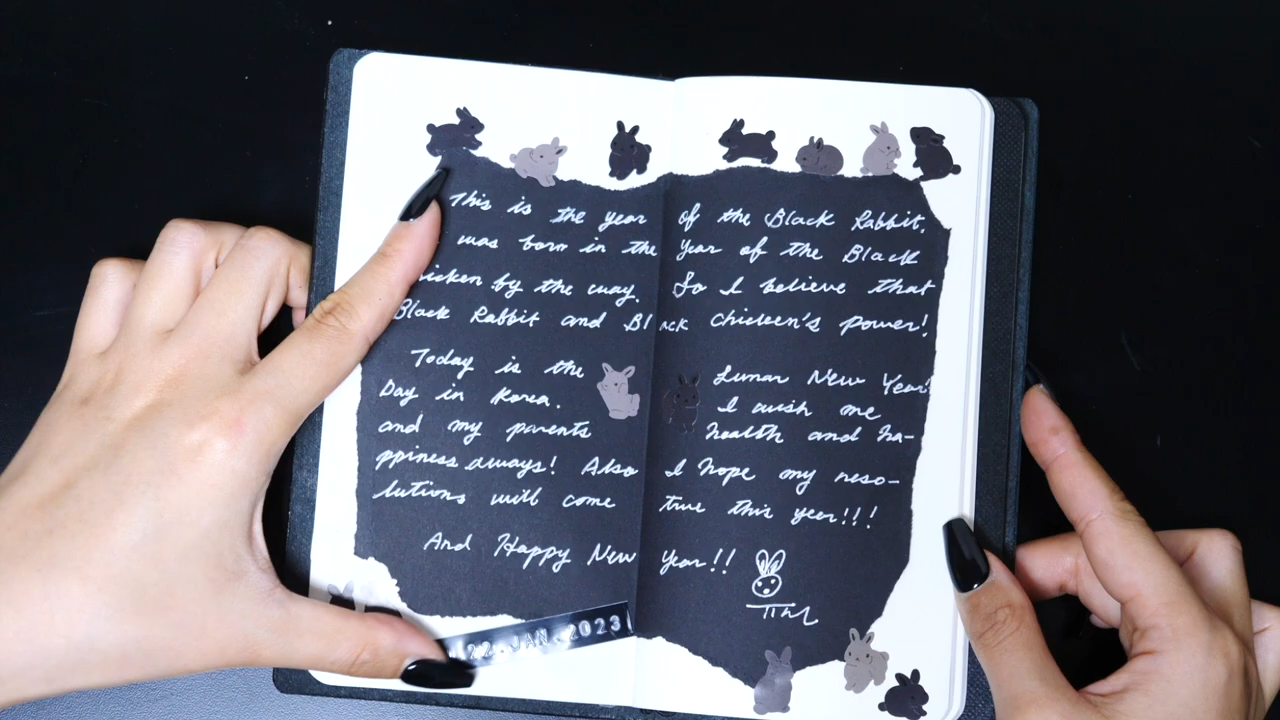 This is the year of the Black Rabbit.
was born in the Year of the Black
icken by the way. So I believe that
Black Rabbit and Black Chicken's power!
Today is the Lunar New Year's
Day in Korea. I wish me
and my parents health and ha-
ppiness always! Also I hope my reso-
lutions will come true this year!!!
And Happy New Year!!
22.JAN.2023